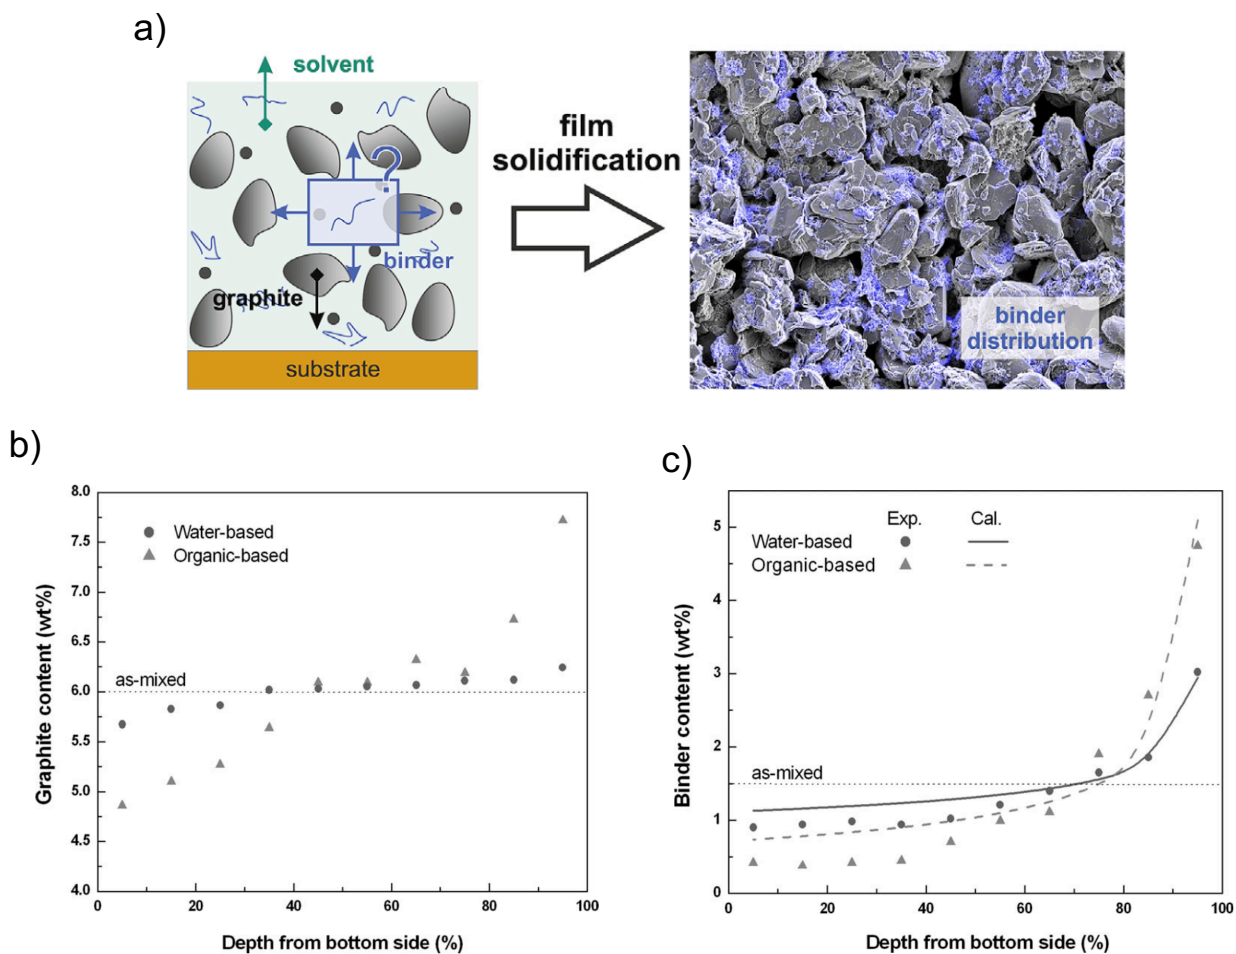 a)
solvent
?
binder
graphite
substrate
film
solidification
binder
distribution
b)
8.0
7.5
7.0
6.5
6.0
5.5
5.0
4.5
4.0
Graphite content (wt%)
Water-based
Organic-based
as-mixed
0
20
40
60
80
100
Depth from bottom side (%)
c)
5
4
3
2
1
0
Binder content (wt%)
Exp.
Cal.
Water-based
Organic-based
as-mixed
0
20
40
60
80
100
Depth from bottom side (%)